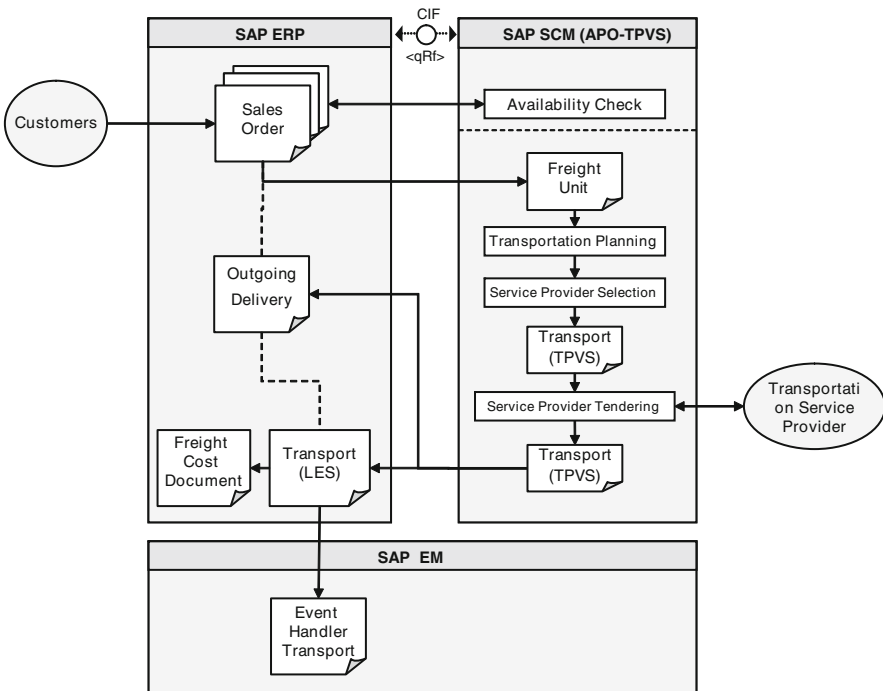 CIF
<qRf>
SAP ERP
SAP SCM (APO-TPVS)
Customers
Sales
Order
Availability Check
Freight
Unit
Transportation Planning
Outgoing
Delivery
Service Provider Selection
Transport
(TPVS)
Service Provider Tendering
Transportati
on Service
Provider
Freight
Cost
Document
Transport
(LES)
Transport
(TPVS)
SAP EM
Event
Handler
Transport